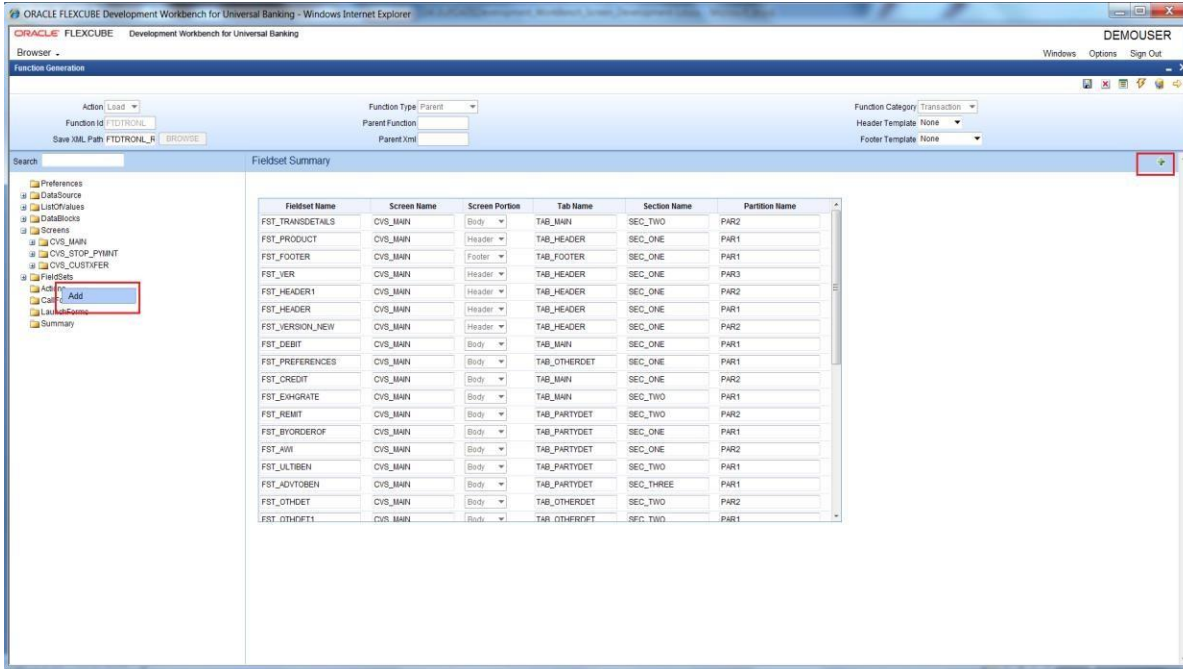 ORACLE FLEXCUBE Development Workbench for Universal Banking - Windows Internet Explorer
ORACLE FLEXCUBE Development Workbench for Universal Banking
DEMOUSER
Browser
Windows Options Sign Out
Function Generation
Action Load
Function Type Parent
Function Category Transaction
Function Id FTDTRONL
Parent Function
Header Template None
Save XML Path FTDTRONL_R BROWSE
Parent Xml
Footer Template None
Search
Fieldset Summary
Preferences
DataSource
ListOfValues
DataBlocks
Screens
CVS_MAIN
CVS_STOP_PYMNT
CVS_CUSTXFER
FieldSets
Add
LaunchForms
Summary
Fieldset Name Screen Name Screen Portion Tab Name Section Name Partition Name
FST_TRANSDETAILS CVS_MAIN Body TAB_MAIN SEC_TWO PAR2
FST_PRODUCT CVS_MAIN Header TAB_HEADER SEC_ONE PAR1
FST_FOOTER CVS_MAIN Footer TAB_FOOTER SEC_ONE PAR1
FST_VER CVS_MAIN Header TAB_HEADER SEC_ONE PAR3
FST_HEADER1 CVS_MAIN Header TAB_HEADER SEC_ONE PAR2
FST_HEADER CVS_MAIN Header TAB_HEADER SEC_ONE PAR1
FST_VERSION_NEW CVS_MAIN Header TAB_HEADER SEC_ONE PAR2
FST_DEBIT CVS_MAIN Body TAB_MAIN SEC_ONE PAR1
FST_PREFERENCES CVS_MAIN Body TAB_OTHERDET SEC_ONE PAR1
FST_CREDIT CVS_MAIN Body TAB_MAIN SEC_ONE PAR2
FST_EXHGRATE CVS_MAIN Body TAB_MAIN SEC_TWO PAR1
FST_REMIT CVS_MAIN Body TAB_PARTYDET SEC_TWO PAR2
FST_BYORDEROF CVS_MAIN Body TAB_PARTYDET SEC_ONE PAR1
FST_AWI CVS_MAIN Body TAB_PARTYDET SEC_ONE PAR2
FST_ULTIBEN CVS_MAIN Body TAB_PARTYDET SEC_TWO PAR1
FST_ADVTOBEN CVS_MAIN Body TAB_PARTYDET SEC_THREE PAR1
FST_OTHDET CVS_MAIN Body TAB_OTHERDET SEC_TWO PAR2
FST_OTHDET1 CVS_MAIN Body TAB_OTHERDET SEC_TWO PAR1